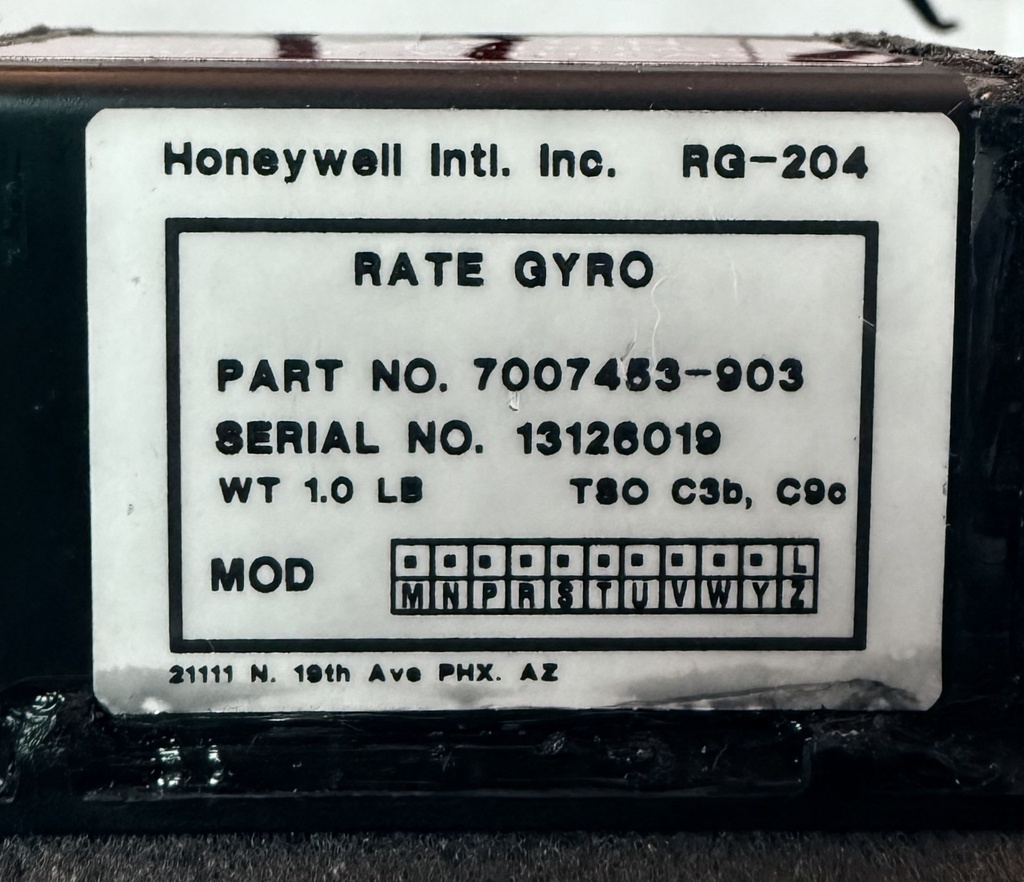 Honeywell Intl. Inc. RG-204
RATE GYRO
PART NO. 7007453-903
SERIAL NO. 13126019
WT 1.0 LB TSO C3b, C9c
MOD
L
M N P R S T U V W Y Z
21111 N. 19th Ave PHX. AZ